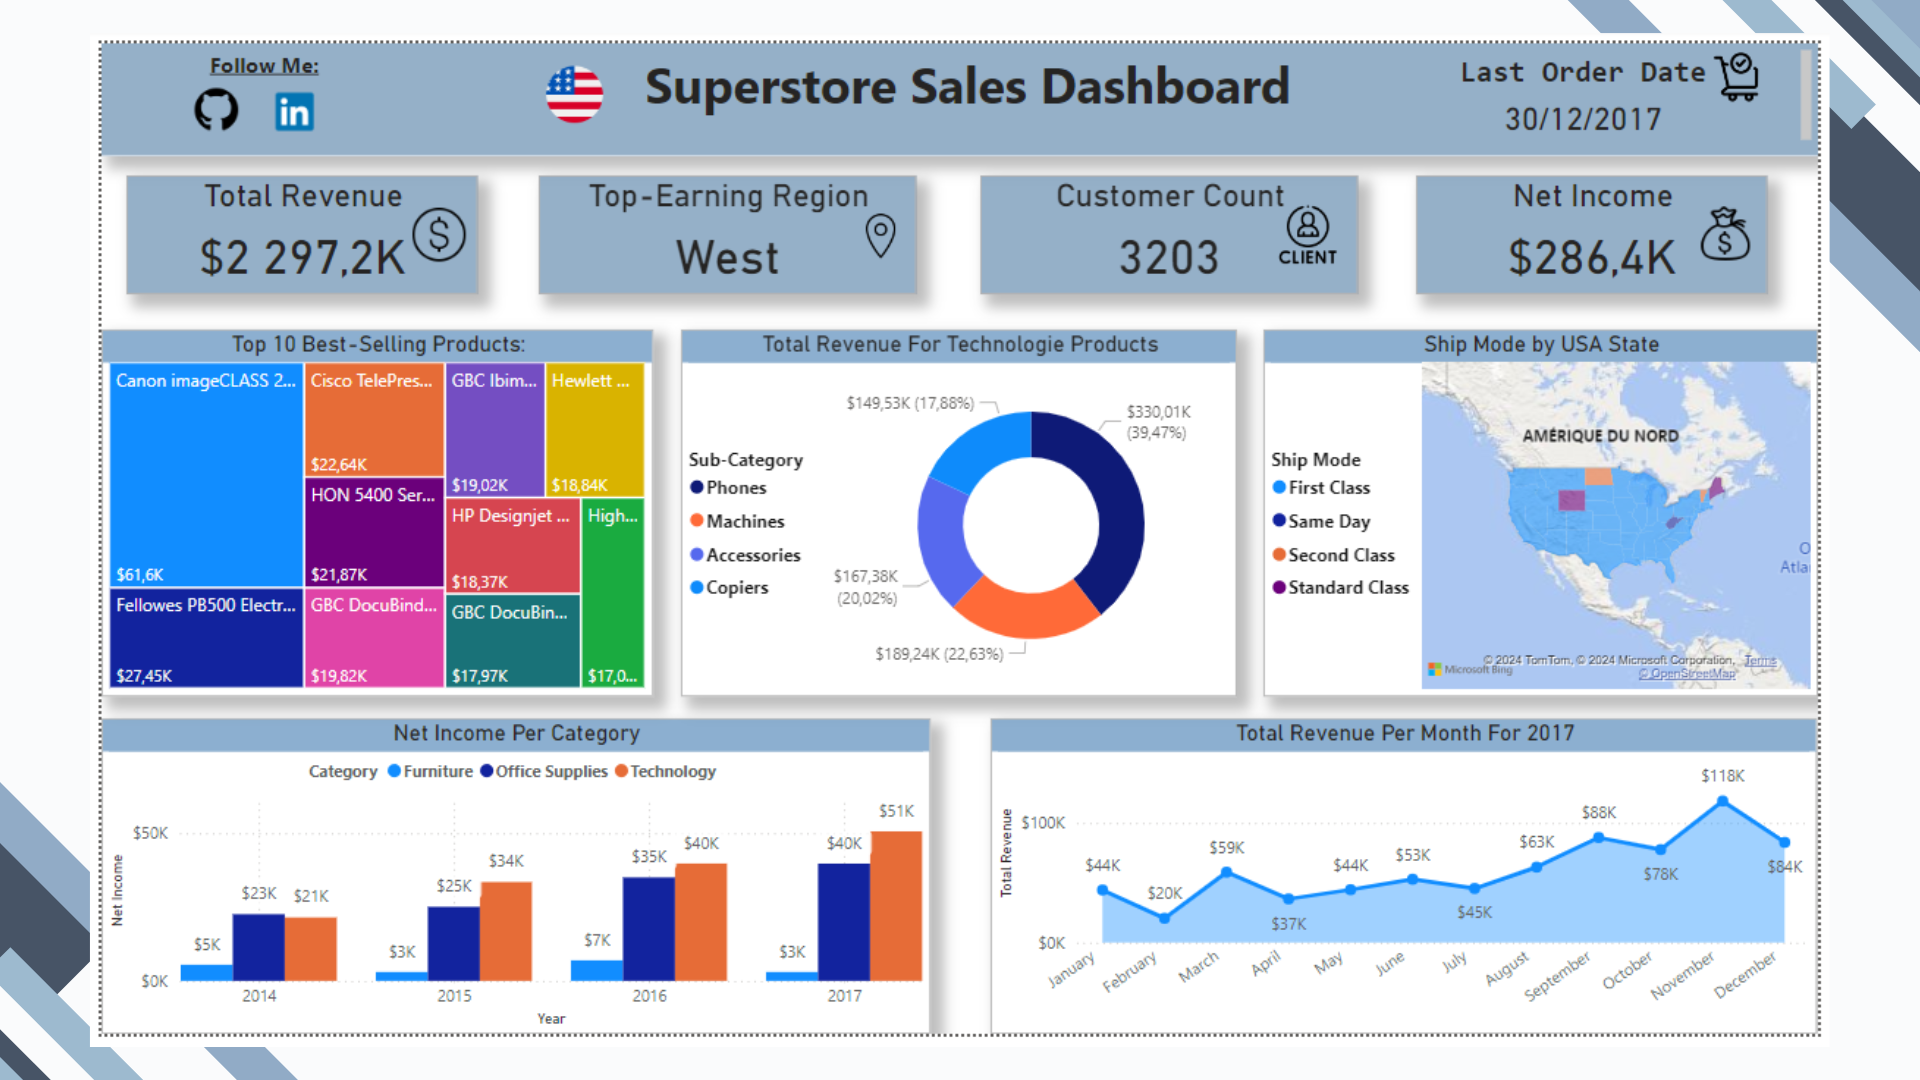 Follow Me:
in
Superstore Sales Dashboard
Last Order Date
30/12/2017
Total Revenue
$2 297,2K
Top-Earning Region
West
Customer Count
3203
CLIENT
Net Income
$286,4K
Top 10 Best-Selling Products:
Canon imageCLASS 2...
$61,6K
Fellowes PB500 Electr...
$27,45K
Cisco TelePres...
$22,64K
HON 5400 Ser...
$21,87K
GBC DocuBind...
$19,82K
GBC Ibim...
$19,02K
Hewlett ...
$18,84K
HP Designjet ...
$18,37K
GBC DocuBin...
$17,97K
High...
$17,0...
Total Revenue For Technologie Products
Sub-Category
Phones
Machines
Accessories
Copiers
$149,53K (17,88%)
$330,01K
(39,47%)
$167,38K
(20,02%)
$189,24K (22,63%)
Ship Mode by USA State
Ship Mode
First Class
Same Day
Second Class
Standard Class
AMÉRIQUE DU NORD
O
Atla
Microsoft Bing
© 2024 TomTom, © 2024 Microsoft Corporation, Terms
© OpenStreetMap
Net Income Per Category
Category Furniture Office Supplies Technology
Net Income
$50K
$0K
$5K
$23K
$21K
$3K
$25K
$34K
$7K
$35K
$40K
$3K
$40K
$51K
2014
2015
2016
2017
Year
Total Revenue Per Month For 2017
Total Revenue
$100K
$0K
$44K
$20K
$59K
$37K
$44K
$53K
$45K
$63K
$88K
$78K
$118K
$84K
January
February
March
April
May
June
July
August
September
October
November
December